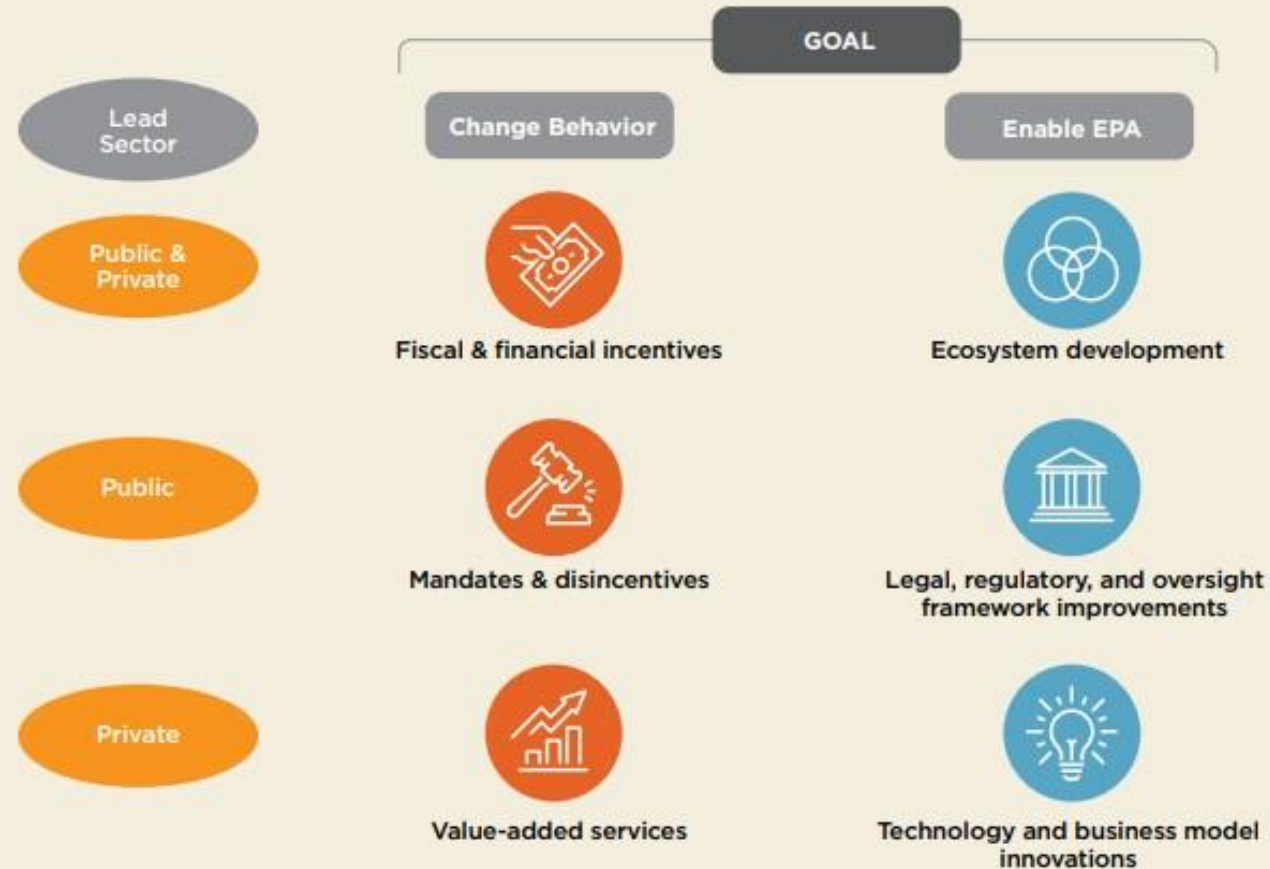 GOAL
Lead
Sector
Change Behavior
Enable EPA
Public &
Private
Fiscal & financial incentives
Ecosystem development
Public
Mandates & disincentives
Legal, regulatory, and oversight
framework improvements
Private
Value-added services
Technology and business model
innovations